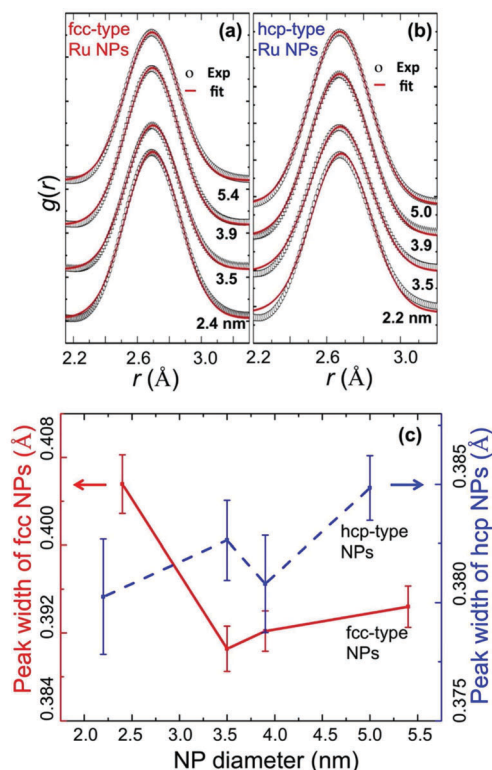 fcc-type
Ru NPs
(a)
o Exp
— fit
5.4
3.9
3.5
2.4 nm
g(r)
2.2 2.6 3.0
r (Å)
hcp-type
Ru NPs
(b)
o Exp
— fit
5.0
3.9
3.5
2.2 nm
2.2 2.6 3.0
r (Å)
(c)
Peak width of fcc NPs (Å)
0.408
0.400
0.392
0.384
Peak width of hcp NPs (Å)
0.385
0.380
0.375
hcp-type
NPs
fcc-type
NPs
2.0 2.5 3.0 3.5 4.0 4.5 5.0 5.5
NP diameter (nm)